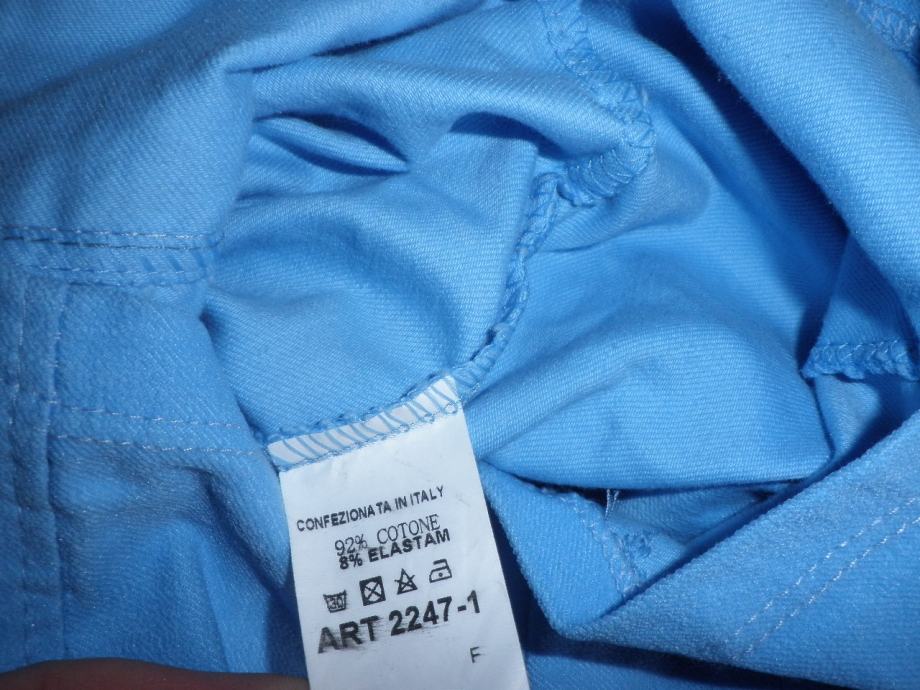 CONFEZIONATA IN ITALY
92% COTONE
8% ELASTAM
30
ART 2247-1
F